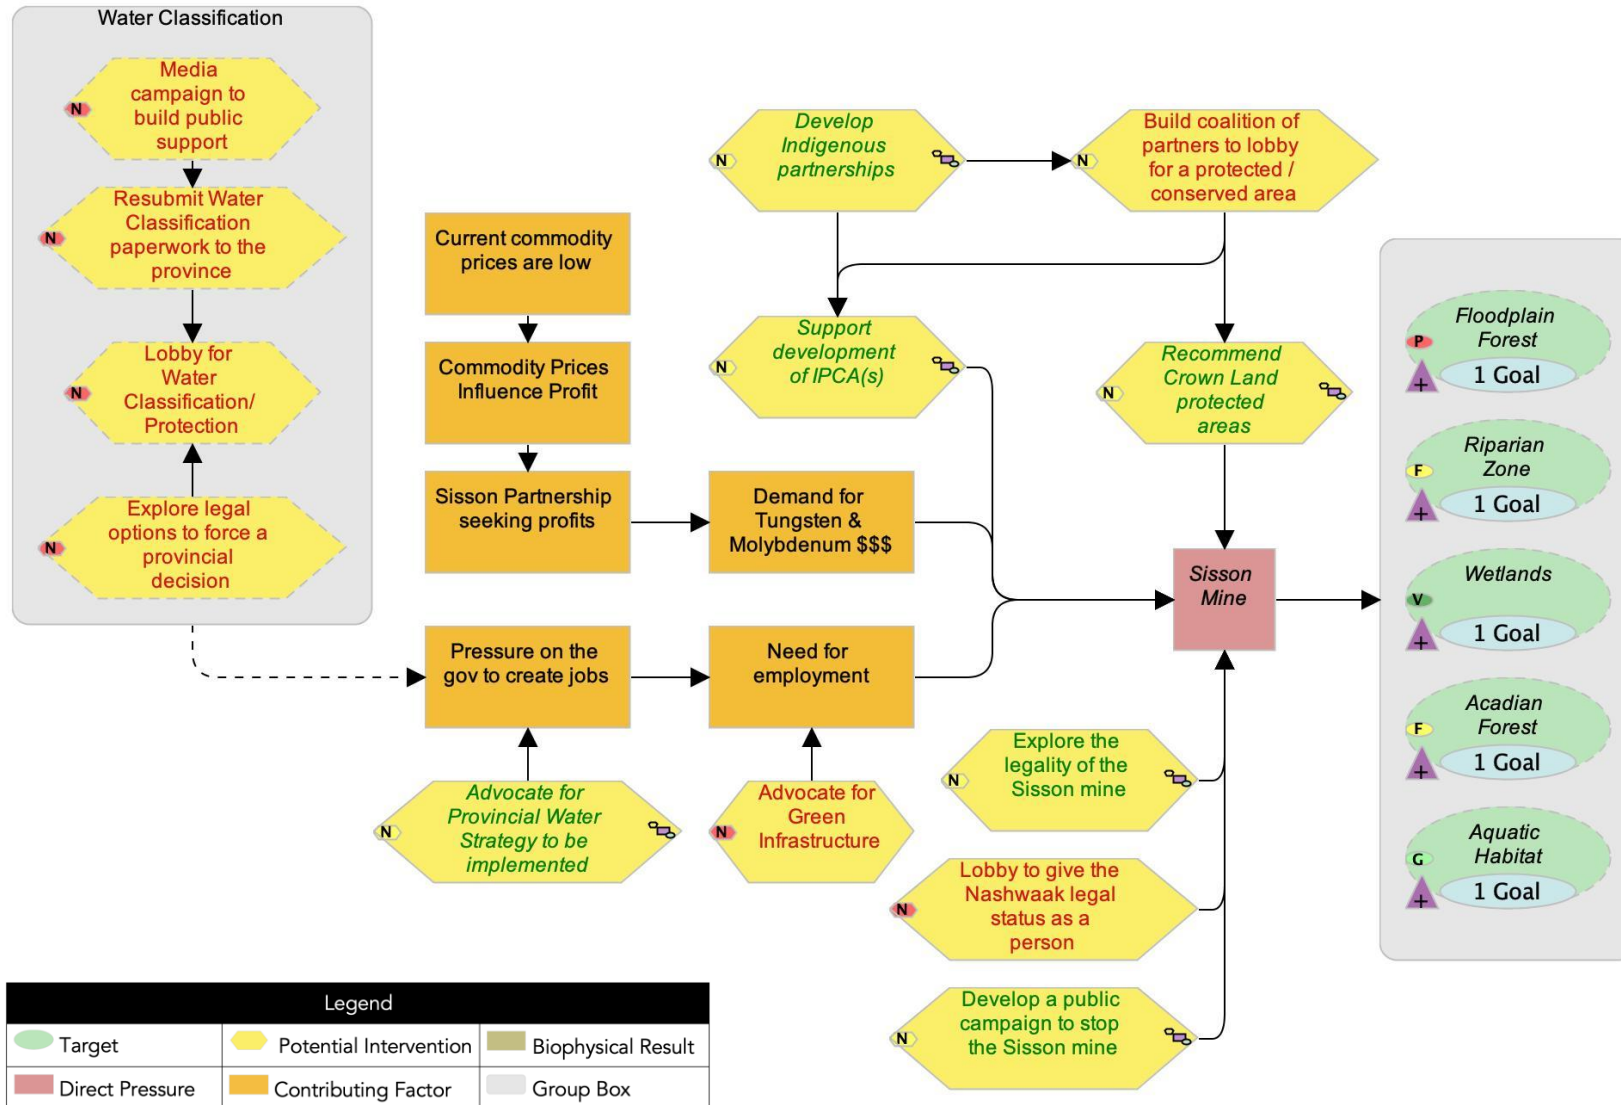 Water Classification
N
Media
campaign to
build public
support
N
Resubmit Water
Classification
paperwork to the
province
N
Lobby for
Water
Classification/
Protection
N
Explore legal
options to force a
provincial
decision
Current commodity
prices are low
Commodity Prices
Influence Profit
Sisson Partnership
seeking profits
Demand for
Tungsten &
Molybdenum $$$
Pressure on the
gov to create jobs
Need for
employment
N
Advocate for
Provincial Water
Strategy to be
implemented
N
Advocate for
Green
Infrastructure
N
Develop
Indigenous
partnerships
N
Build coalition of
partners to lobby
for a protected /
conserved area
N
Support
development
of IPCA(s)
N
Recommend
Crown Land
protected
areas
Sisson
Mine
N
Explore the
legality of the
Sisson mine
N
Lobby to give the
Nashwaak legal
status as a
person
N
Develop a public
campaign to stop
the Sisson mine
Floodplain
Forest
P
+
1 Goal
Riparian
Zone
F
+
1 Goal
Wetlands
V
+
1 Goal
Acadian
Forest
F
+
1 Goal
Aquatic
Habitat
G
+
1 Goal
Legend
Target
Potential Intervention
Biophysical Result
Direct Pressure
Contributing Factor
Group Box